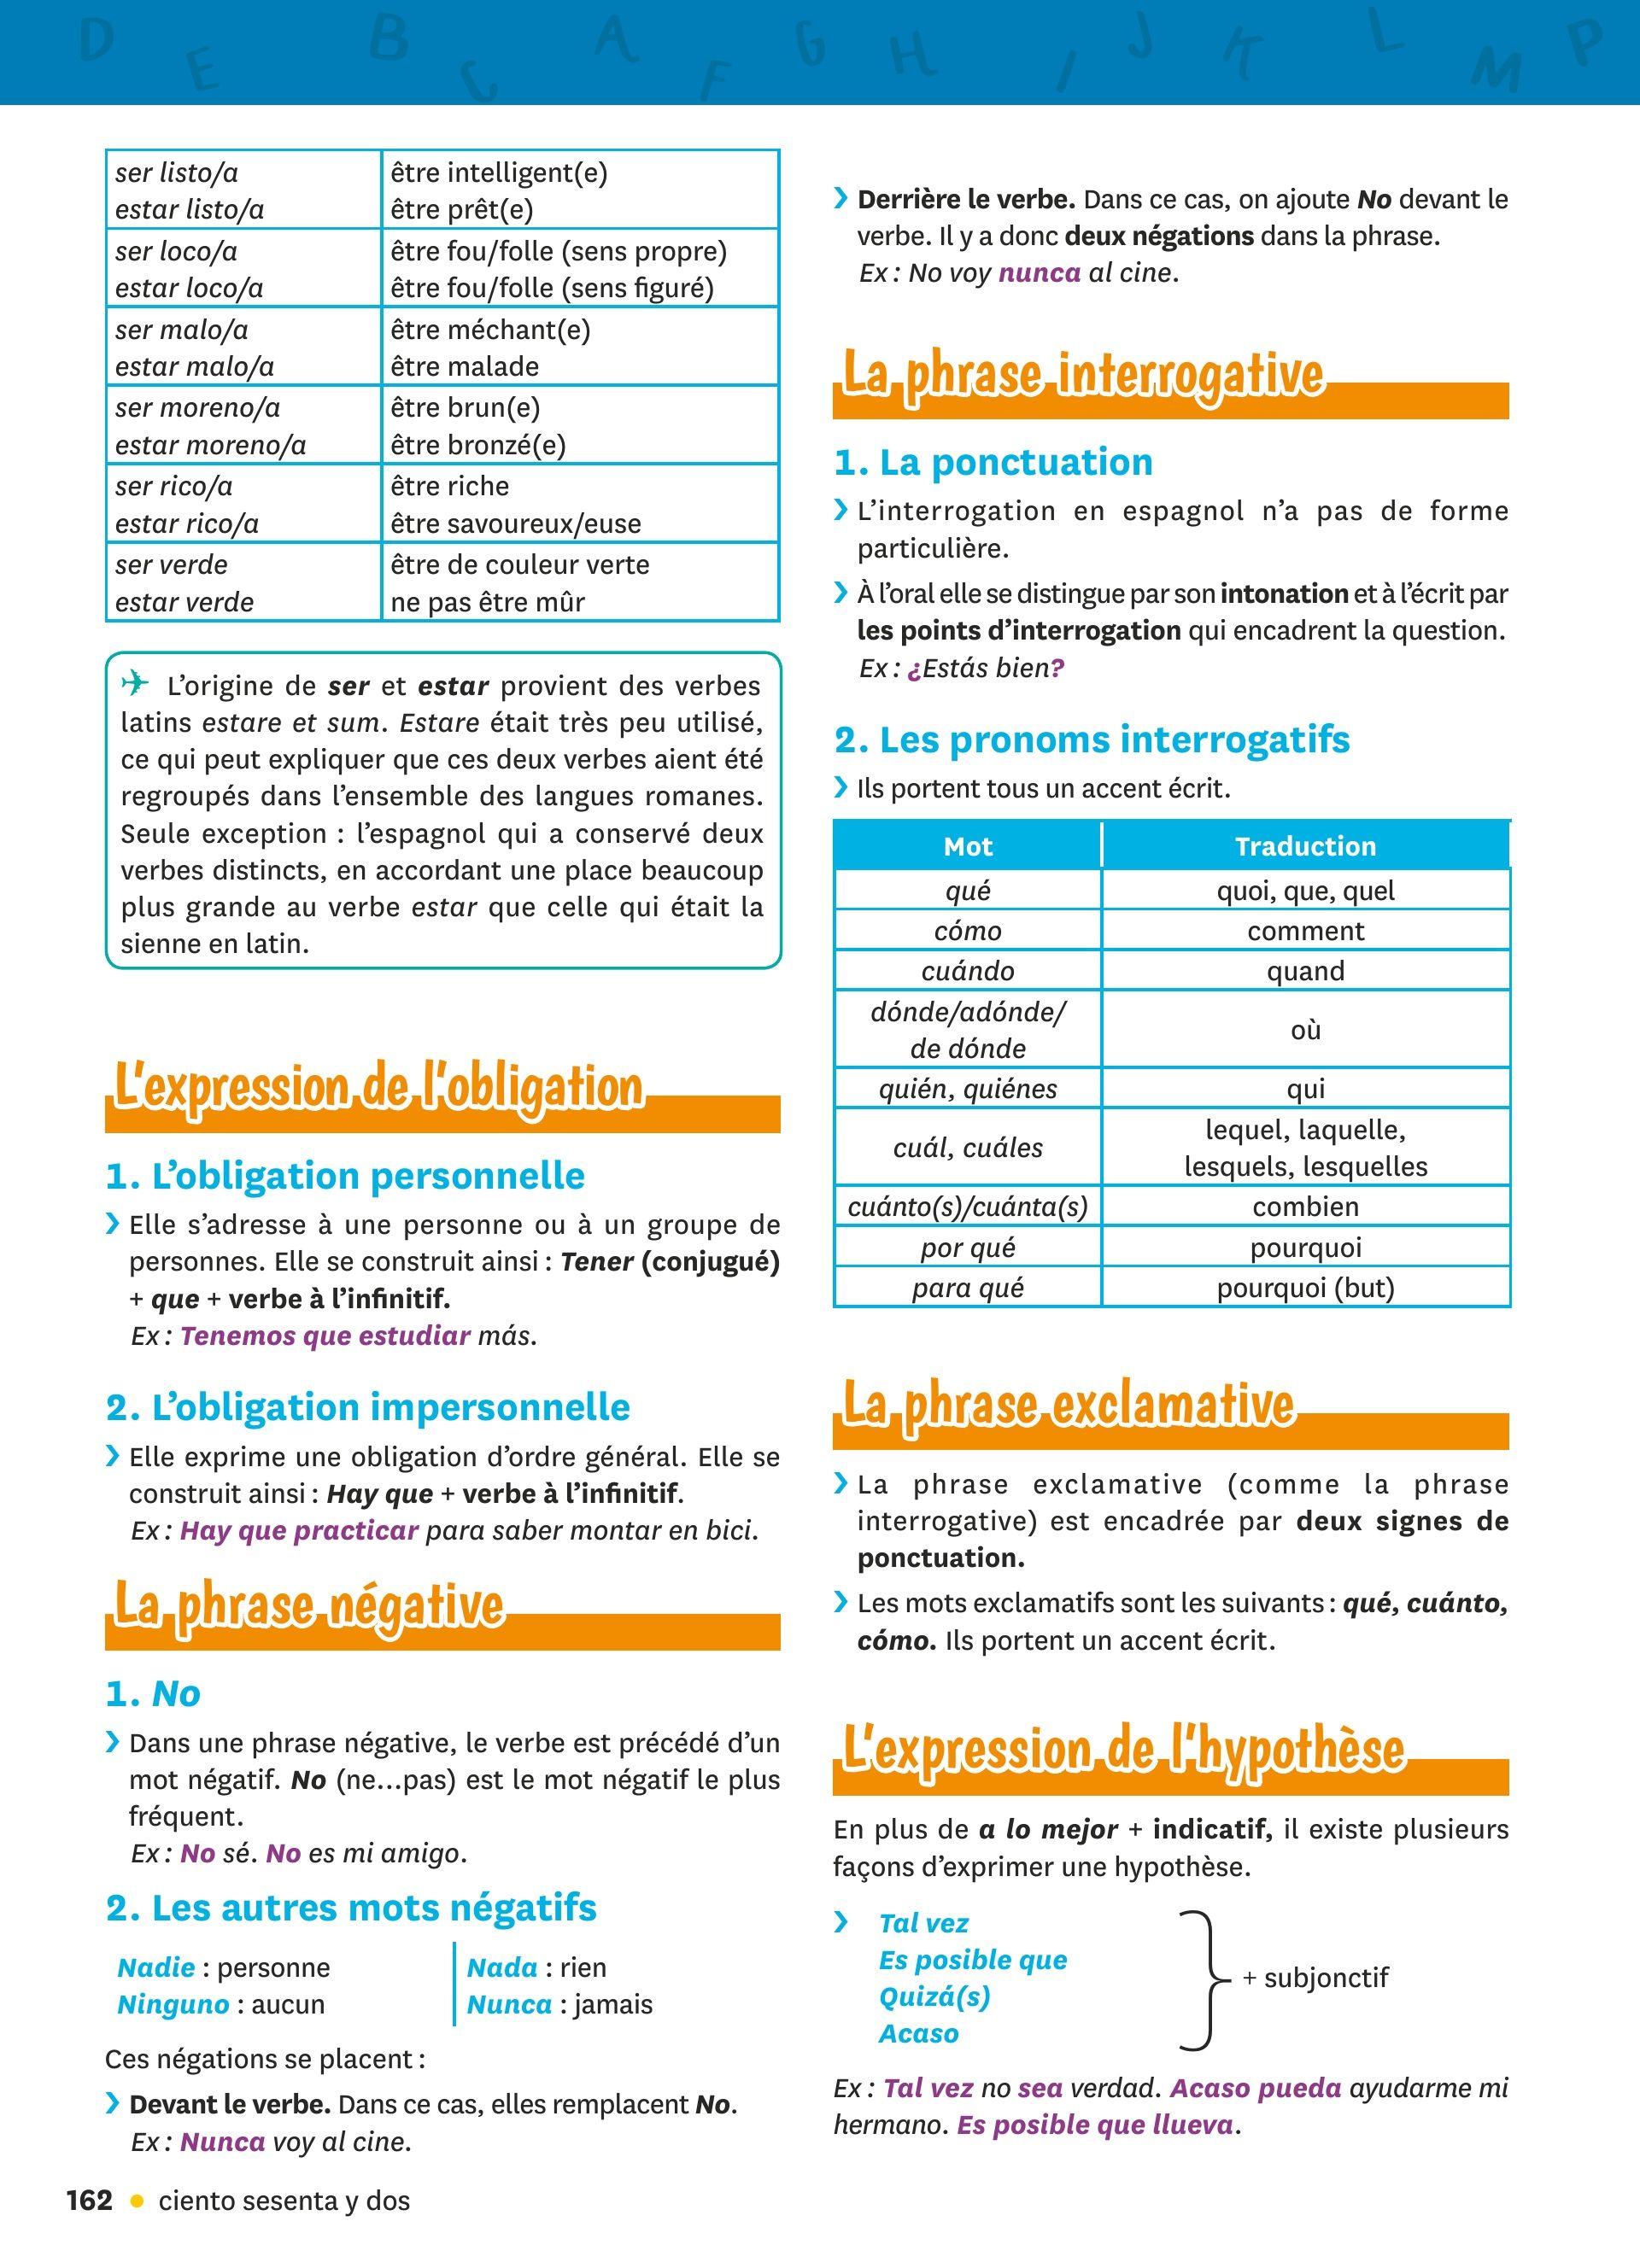 D E B C A F G H I J K L M P
ser listo/a
estar listo/a
être intelligent(e)
être prêt(e)
ser loco/a
estar loco/a
être fou/folle (sens propre)
être fou/folle (sens figuré)
ser malo/a
estar malo/a
être méchant(e)
être malade
ser moreno/a
estar moreno/a
être brun(e)
être bronzé(e)
ser rico/a
estar rico/a
être riche
être savoureux/euse
ser verde
estar verde
être de couleur verte
ne pas être mûr
✈ L’origine de ser et estar provient des verbes
latins estare et sum. Estare était très peu utilisé,
ce qui peut expliquer que ces deux verbes aient été
regroupés dans l’ensemble des langues romanes.
Seule exception : l’espagnol qui a conservé deux
verbes distincts, en accordant une place beaucoup
plus grande au verbe estar que celle qui était la
sienne en latin.
L’expression de l’obligation
1. L’obligation personnelle
› Elle s’adresse à une personne ou à un groupe de
personnes. Elle se construit ainsi : Tener (conjugué)
+ que + verbe à l’infinitif.
Ex : Tenemos que estudiar más.
2. L’obligation impersonnelle
› Elle exprime une obligation d’ordre général. Elle se
construit ainsi : Hay que + verbe à l’infinitif.
Ex : Hay que practicar para saber montar en bici.
La phrase négative
1. No
› Dans une phrase négative, le verbe est précédé d’un
mot négatif. No (ne...pas) est le mot négatif le plus
fréquent.
Ex : No sé. No es mi amigo.
2. Les autres mots négatifs
Nadie : personne
Ninguno : aucun
Nada : rien
Nunca : jamais
Ces négations se placent :
› Devant le verbe. Dans ce cas, elles remplacent No.
Ex : Nunca voy al cine.
› Derrière le verbe. Dans ce cas, on ajoute No devant le
verbe. Il y a donc deux négations dans la phrase.
Ex : No voy nunca al cine.
La phrase interrogative
1. La ponctuation
› L’interrogation en espagnol n’a pas de forme
particulière.
› À l’oral elle se distingue par son intonation et à l’écrit par
les points d’interrogation qui encadrent la question.
Ex : ¿Estás bien?
2. Les pronoms interrogatifs
› Ils portent tous un accent écrit.
Mot Traduction
qué quoi, que, quel
cómo comment
cuándo quand
dónde/adónde/
de dónde
où
quién, quiénes qui
cuál, cuáles
lequel, laquelle,
lesquels, lesquelles
cuánto(s)/cuánta(s) combien
por qué pourquoi
para qué pourquoi (but)
La phrase exclamative
› La phrase exclamative (comme la phrase
interrogative) est encadrée par deux signes de
ponctuation.
› Les mots exclamatifs sont les suivants : qué, cuánto,
cómo. Ils portent un accent écrit.
L’expression de l’hypothèse
En plus de a lo mejor + indicatif, il existe plusieurs
façons d’exprimer une hypothèse.
› Tal vez
Es posible que
Quizá(s)
Acaso
+ subjonctif
Ex : Tal vez no sea verdad. Acaso pueda ayudarme mi
hermano. Es posible que llueva.
162 • ciento sesenta y dos